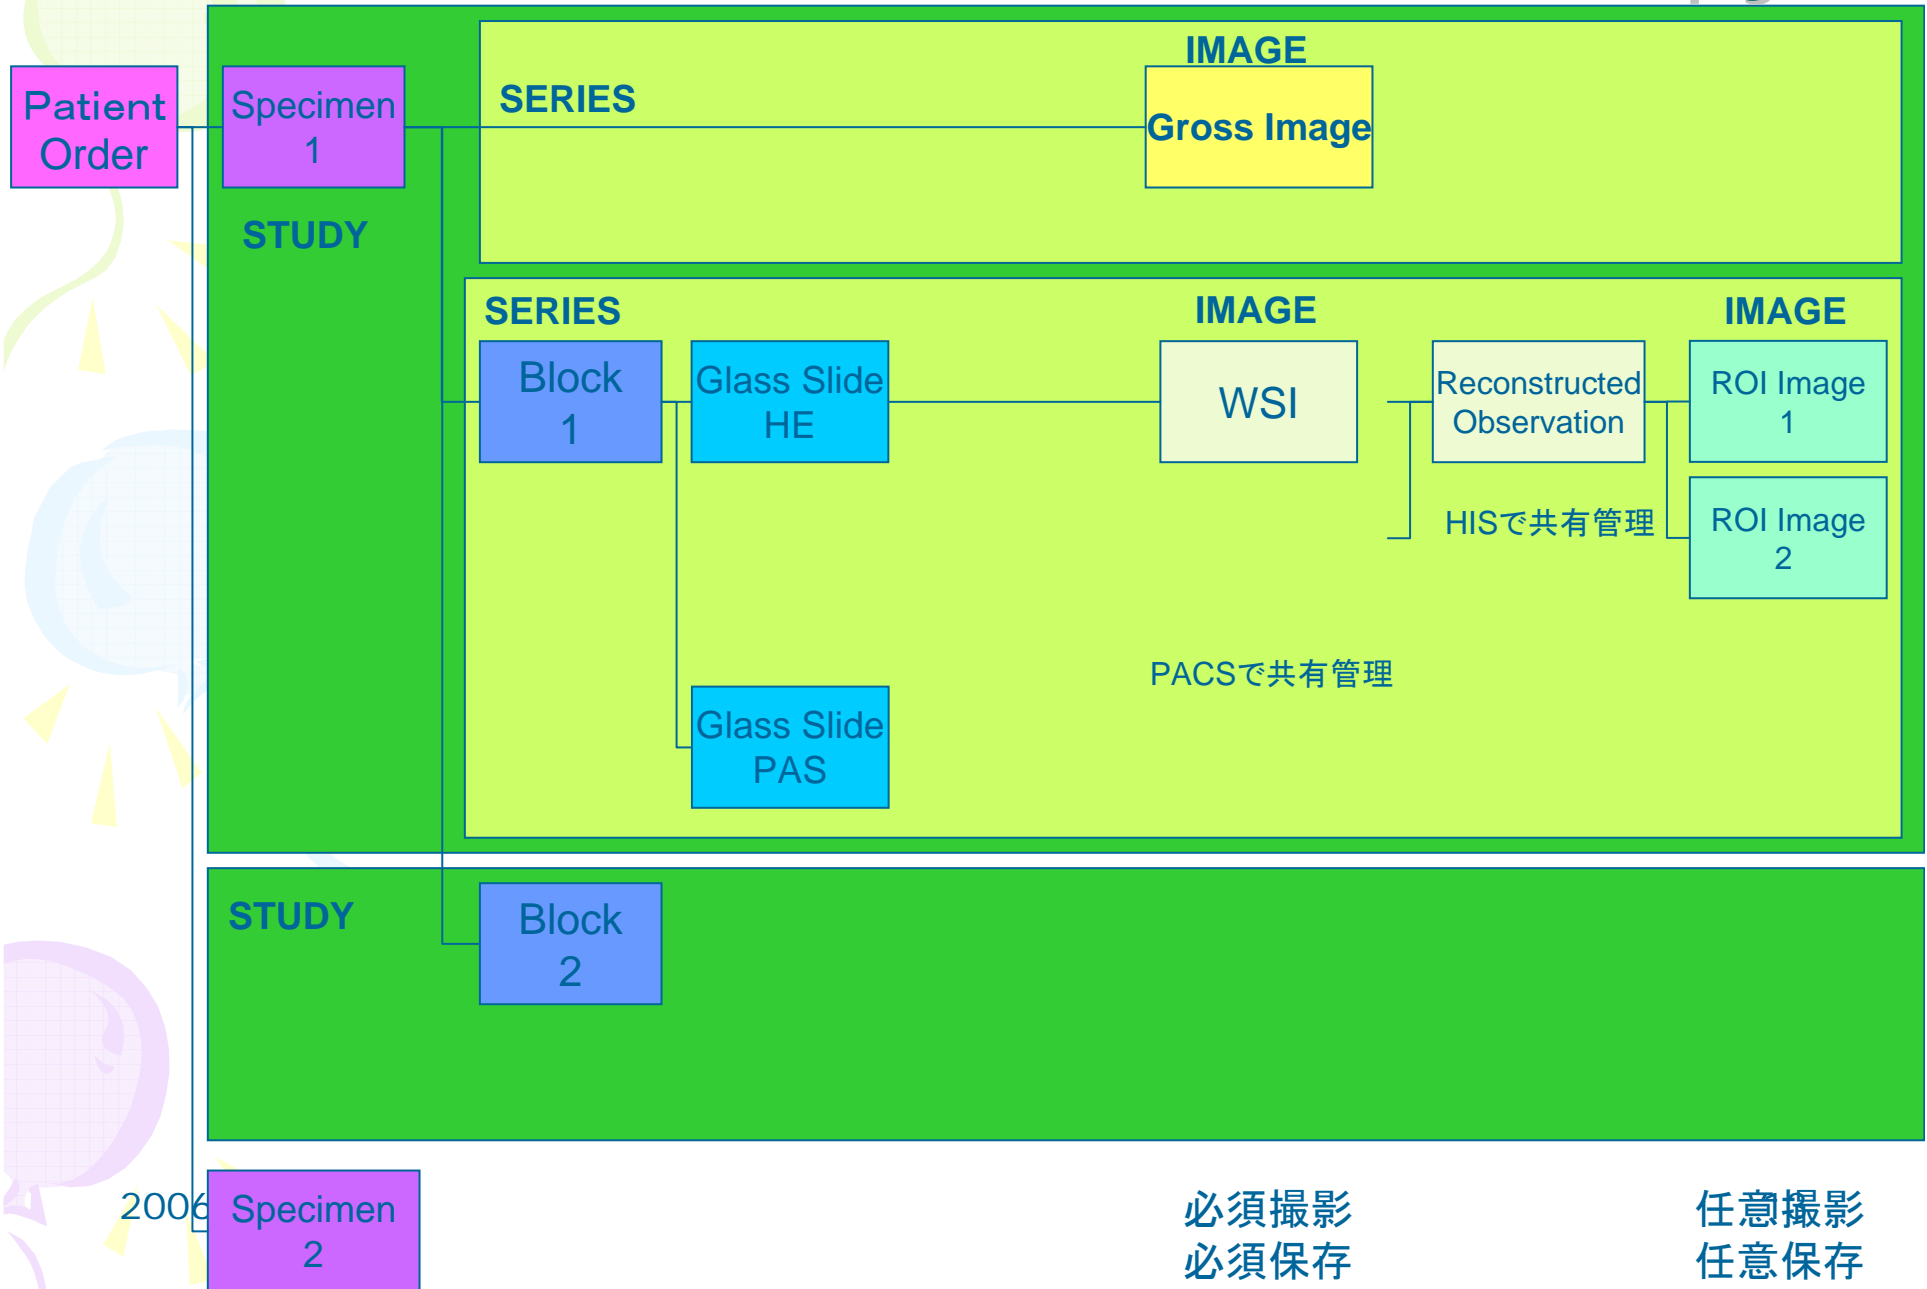 IMAGE
SERIES
Patient
Order
Specimen
1
Gross Image
STUDY
SERIES
IMAGE
IMAGE
Block
1
Glass Slide
HE
WSI
Reconstructed
Observation
ROI Image
1
HISで共有管理
ROI Image
2
PACSで共有管理
Glass Slide
PAS
STUDY
Block
2
2006
Specimen
2
必須撮影
必須保存
任意撮影
任意保存